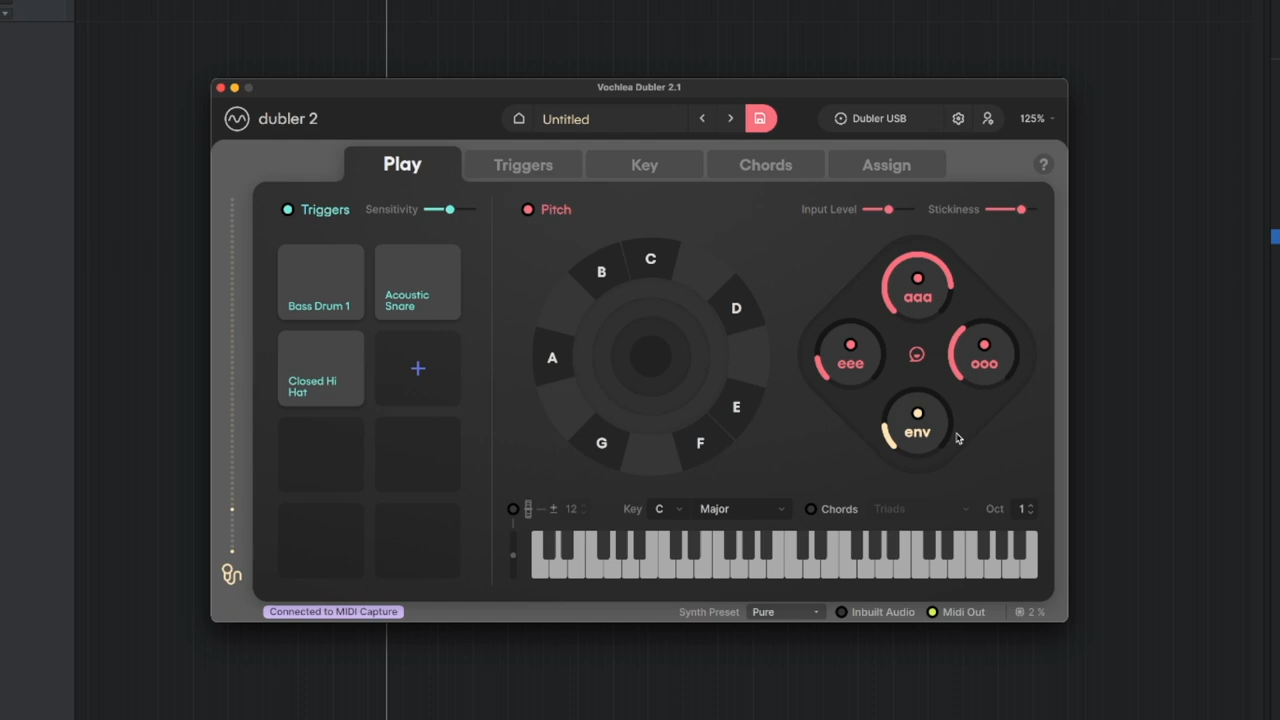 Vochlea Dubler 2.1
dubler 2
Untitled
Dubler USB
125%
Play
Triggers
Key
Chords
Assign
?
Triggers
Sensitivity
Pitch
Input Level
Stickiness
Bass Drum 1
Acoustic
Snare
Closed Hi
Hat
+
C
B
D
A
E
G
F
aaa
eee
ooo
env
± 12
Key
C
Major
Chords
Triads
Oct
1
Connected to MIDI Capture
Synth Preset
Pure
Inbuilt Audio
Midi Out
2 %